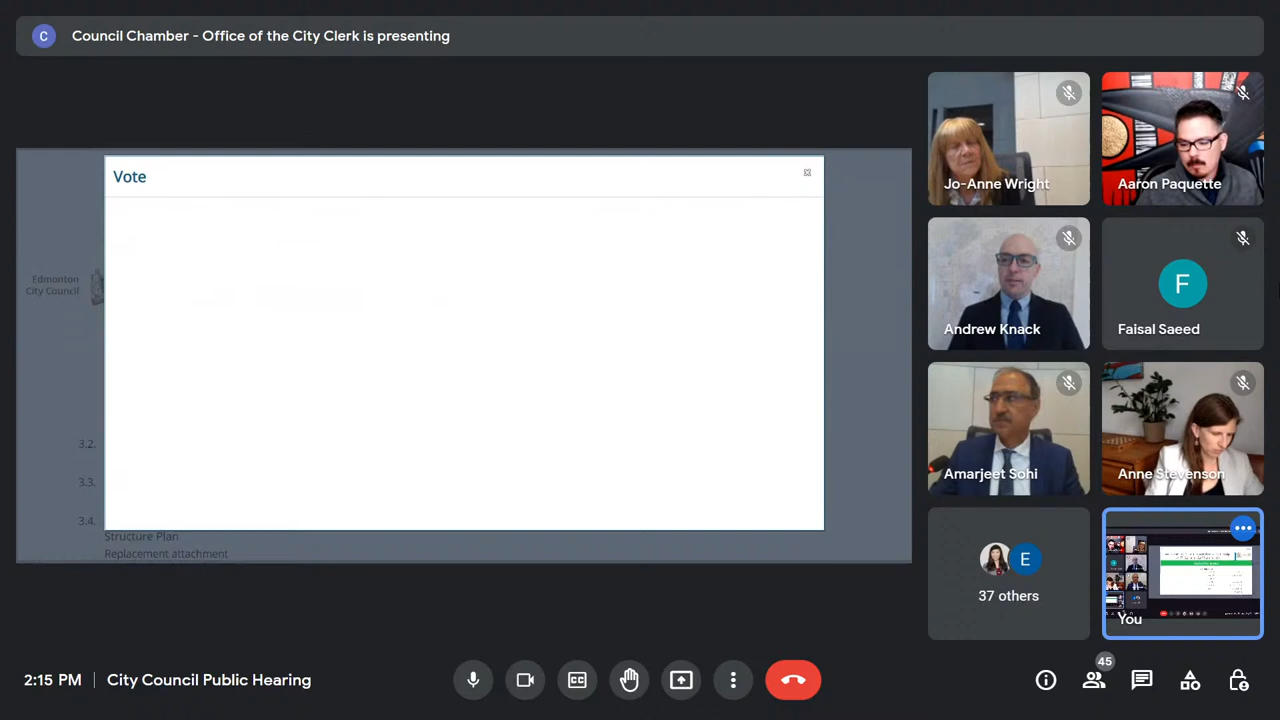 C
Council Chamber - Office of the City Clerk is presenting
Vote
Edmonton
City Council
3.2.
3.3.
3.4.
Structure Plan
Replacement attachment
Jo-Anne Wright
Aaron Paquette
Andrew Knack
F
Faisal Saeed
Amarjeet Sohi
Anne Stevenson
E
37 others
You
2:15 PM
City Council Public Hearing
45